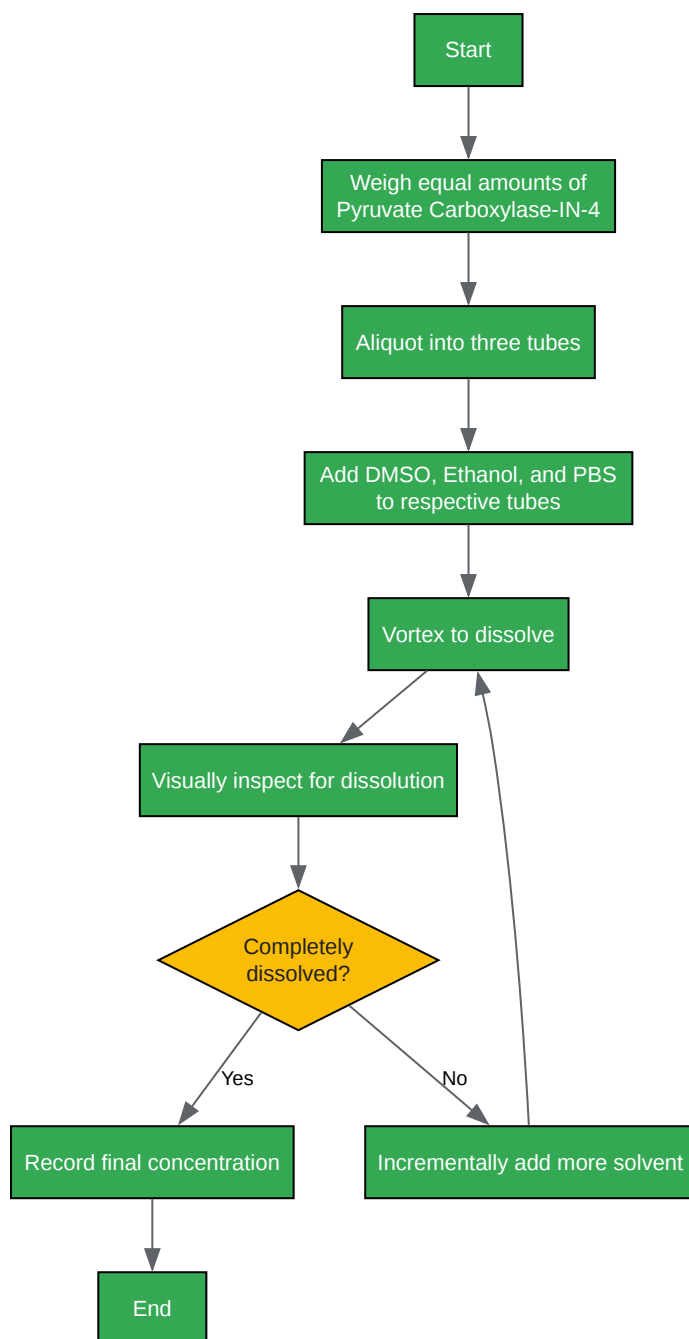 Start
Weigh equal amounts of
Pyruvate Carboxylase-IN-4
Aliquot into three tubes
Add DMSO, Ethanol, and PBS
to respective tubes
Vortex to dissolve
Visually inspect for dissolution
Completely
dissolved?
Yes
No
Record final concentration
Incrementally add more solvent
End